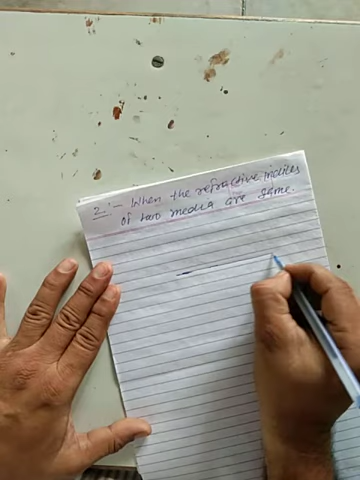 2:- When the refractive indices
of two media are same.